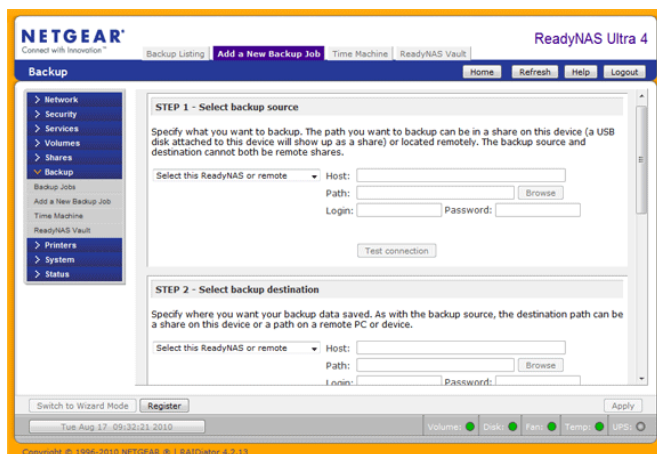 NETGEAR®
Connect with Innovation™
ReadyNAS Ultra 4
Backup Listing
Add a New Backup Job
Time Machine
ReadyNAS Vault
Backup
Home
Refresh
Help
Logout
> Network
> Security
> Services
> Volumes
> Shares
Backup
Backup Jobs
Add a New Backup Job
Time Machine
ReadyNAS Vault
> Printers
> System
> Status
STEP 1 - Select backup source
Specify what you want to backup. The path you want to backup can be in a share on this device (a USB
disk attached to this device will show up as a share) or located remotely. The backup source and
destination cannot both be remote shares.
Select this ReadyNAS or remote
Host:
Path:
Browse
Login:
Password:
Test connection
STEP 2 - Select backup destination
Specify where you want your backup data saved. As with the backup source, the destination path can be
a share on this device or a path on a remote PC or device.
Select this ReadyNAS or remote
Host:
Path:
Browse
Login:
Password:
Switch to Wizard Mode
Register
Apply
Tue Aug 17 09:32:21 2010
Volume:
Disk:
Fan:
Temp:
UPS:
Copyright © 1996-2010 NETGEAR ® | RAIDiator 4.2.13